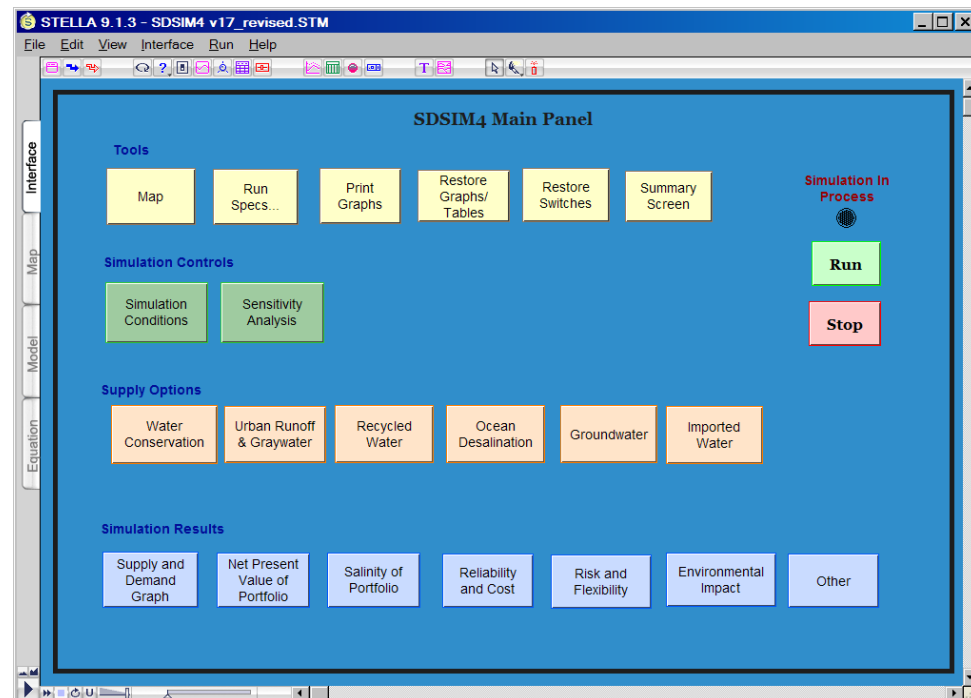 STELLA 9.1.3 - SDSIM4 v17_revised.STM
File Edit View Interface Run Help
SDSIM4 Main Panel
Interface
Map
Model
Equation
Tools
Map
Run
Specs...
Print
Graphs
Restore
Graphs/
Tables
Restore
Switches
Summary
Screen
Simulation In
Process
Run
Stop
Simulation Controls
Simulation
Conditions
Sensitivity
Analysis
Supply Options
Water
Conservation
Urban Runoff
& Graywater
Recycled
Water
Ocean
Desalination
Groundwater
Imported
Water
Simulation Results
Supply and
Demand
Graph
Net Present
Value of
Portfolio
Salinity of
Portfolio
Reliability
and Cost
Risk and
Flexibility
Environmental
Impact
Other
U